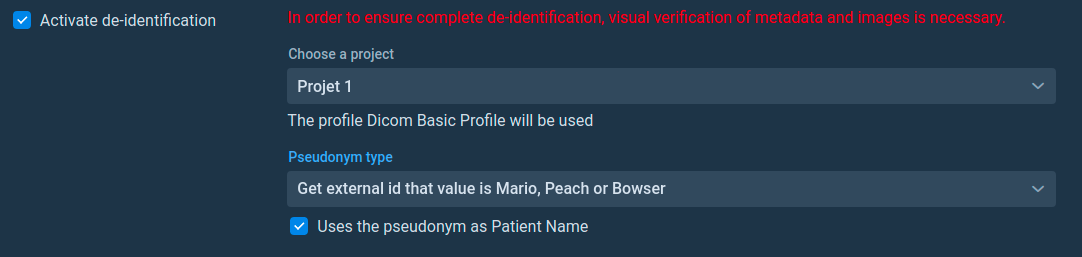 Activate de-identification
In order to ensure complete de-identification, visual verification of metadata and images is necessary.
Choose a project
Projet 1
The profile Dicom Basic Profile will be used
Pseudonym type
Get external id that value is Mario, Peach or Bowser
Uses the pseudonym as Patient Name